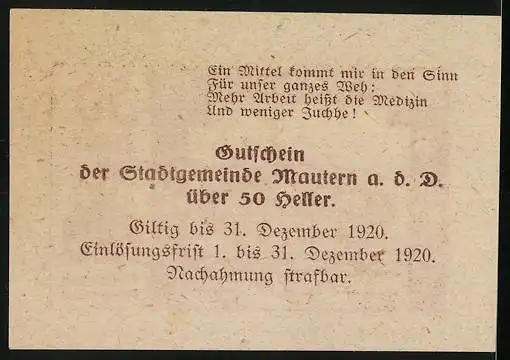 Ein Mittel kommt mir in den Sinn
Für unser ganzes Weh:
Mehr Arbeit heißt die Medizin
Und weniger Juchhe!
Gutschein
der Stadtgemeinde Mautern a. d. D.
über 50 Heller.
Giltig bis 31. Dezember 1920.
Einlösungsfrist 1. bis 31. Dezember 1920.
Nachahmung strafbar.